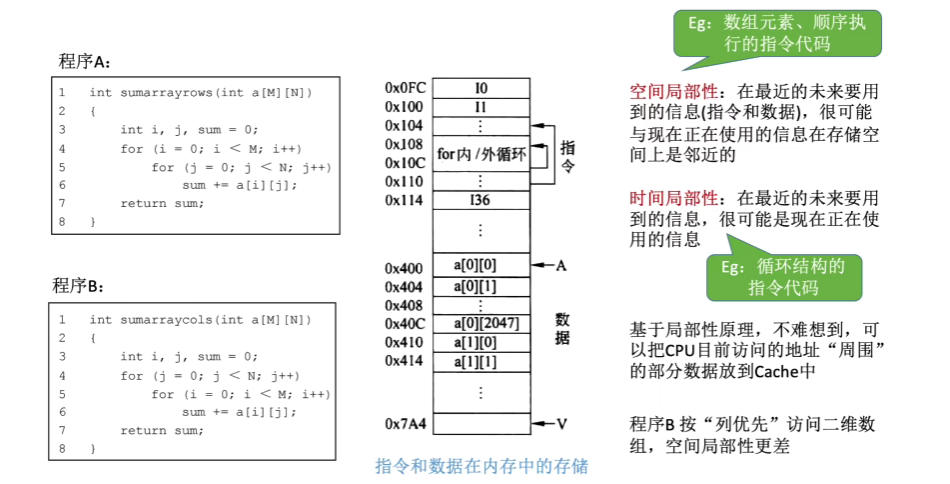 Eg：数组元素、顺序执
行的指令代码
程序A：
1 int sumarrayrows(int a[M][N])
2 {
3 int i, j, sum = 0;
4 for (i = 0; i < M; i++)
5 for (j = 0; j < N; j++)
6 sum += a[i][j];
7 return sum;
8 }
程序B：
1 int sumarraycols(int a[M][N])
2 {
3 int i, j, sum = 0;
4 for (j = 0; j < N; j++)
5 for (i = 0; i < M; i++)
6 sum += a[i][j];
7 return sum;
8 }
0x0FC I0
0x100 I1
0x104 ⋮
0x108
for内/外循环
0x10C
0x110 ⋮
0x114 I36
⋮
指令
0x400 a[0][0] A
0x404 a[0][1]
0x408 ⋮
0x40C a[0][2047]
0x410 a[1][0]
0x414 a[1][1]
⋮
数据
0x7A4 V
指令和数据在内存中的存储
空间局部性：在最近的未来要用
到的信息(指令和数据)，很可能
与现在正在使用的信息在存储空
间上是邻近的
时间局部性：在最近的未来要用
到的信息，很可能是现在正在使
用的信息
Eg：循环结构的
指令代码
基于局部性原理，不难想到，可
以把CPU目前访问的地址“周围”
的部分数据放到Cache中
程序B 按“列优先”访问二维数
组，空间局部性更差